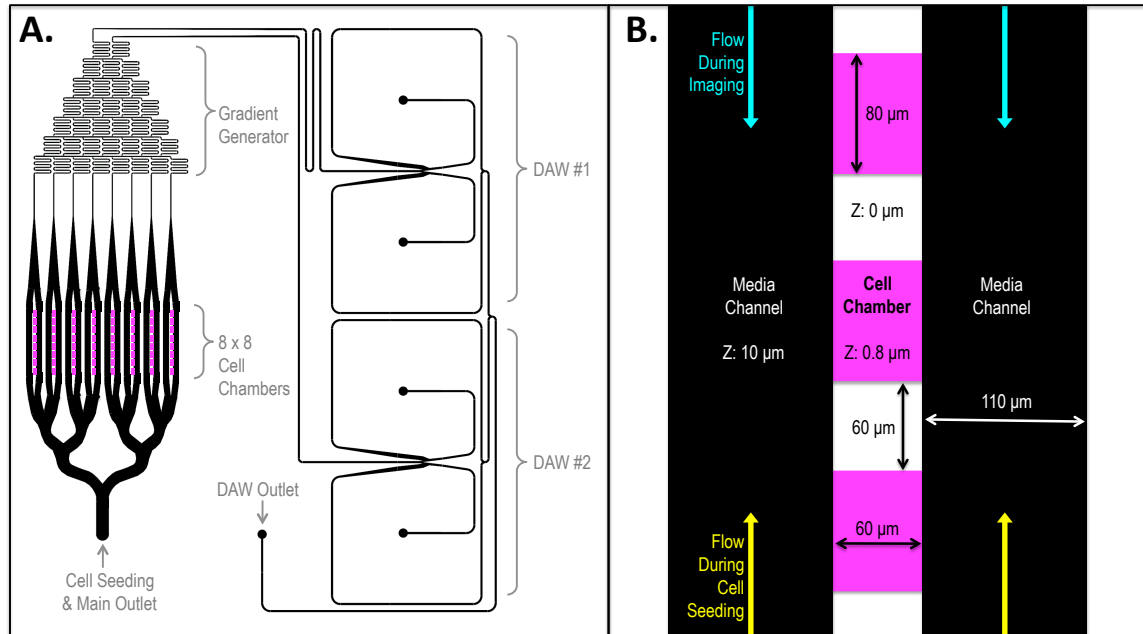 A.
Gradient
Generator
8 x 8
Cell
Chambers
Cell Seeding
& Main Outlet
DAW Outlet
DAW #1
DAW #2
B.
Flow
During
Imaging
80 µm
Z: 0 µm
Media
Channel
Z: 10 µm
Cell
Chamber
Z: 0.8 µm
Media
Channel
110 µm
60 µm
60 µm
Flow
During
Cell
Seeding